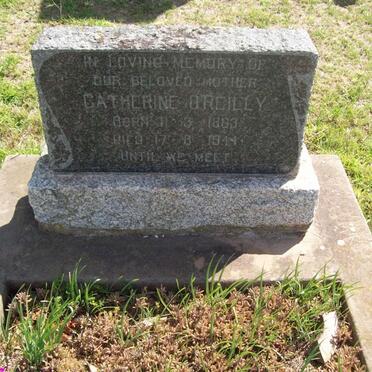 IN LOVING MEMORY OF
OUR BELOVED MOTHER
CATHERINE O'REILLY
BORN 11 · 3 · 1863
DIED 17 · 8 · 1944
UNTIL WE MEET